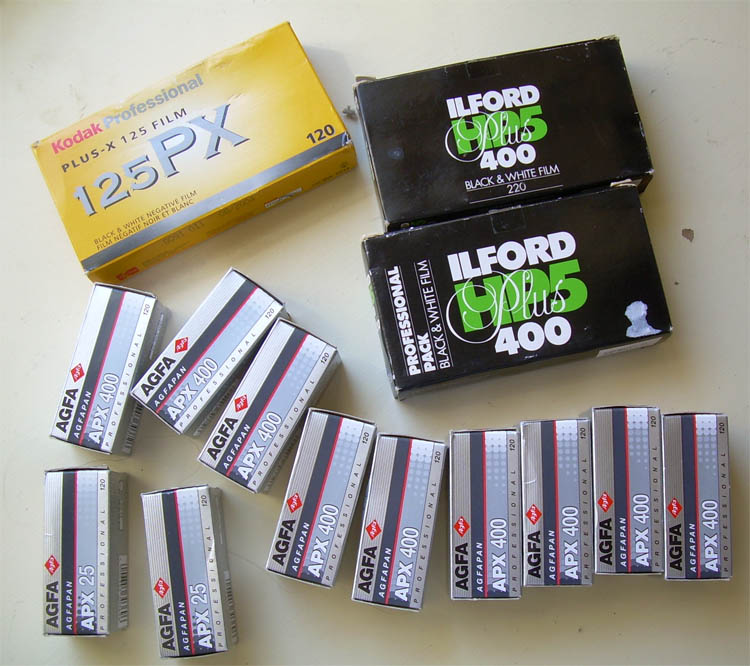 Kodak Professional
PLUS-X 125 FILM
125PX
120
BLACK & WHITE NEGATIVE FILM
FILM NÉGATIF NOIR ET BLANC
ILFORD
HP5
Plus
400
BLACK & WHITE FILM
220
PROFESSIONAL
PACK
BLACK & WHITE FILM
ILFORD
HP5
Plus
400
AGFA
AGFAPAN
APX 400
PROFESSIONAL
120
AGFA
AGFAPAN
APX 400
PROFESSIONAL
120
AGFA
AGFAPAN
APX 400
PROFESSIONAL
120
AGFA
AGFAPAN
APX 400
PROFESSIONAL
120
AGFA
AGFAPAN
APX 400
PROFESSIONAL
120
AGFA
AGFAPAN
APX 400
PROFESSIONAL
120
AGFA
AGFAPAN
APX 400
PROFESSIONAL
120
AGFA
AGFAPAN
APX 400
PROFESSIONAL
120
AGFA
AGFAPAN
APX 400
PROFESSIONAL
120
AGFA
AGFAPAN
APX 25
PROFESSIONAL
120
AGFA
AGFAPAN
APX 25
PROFESSIONAL
120